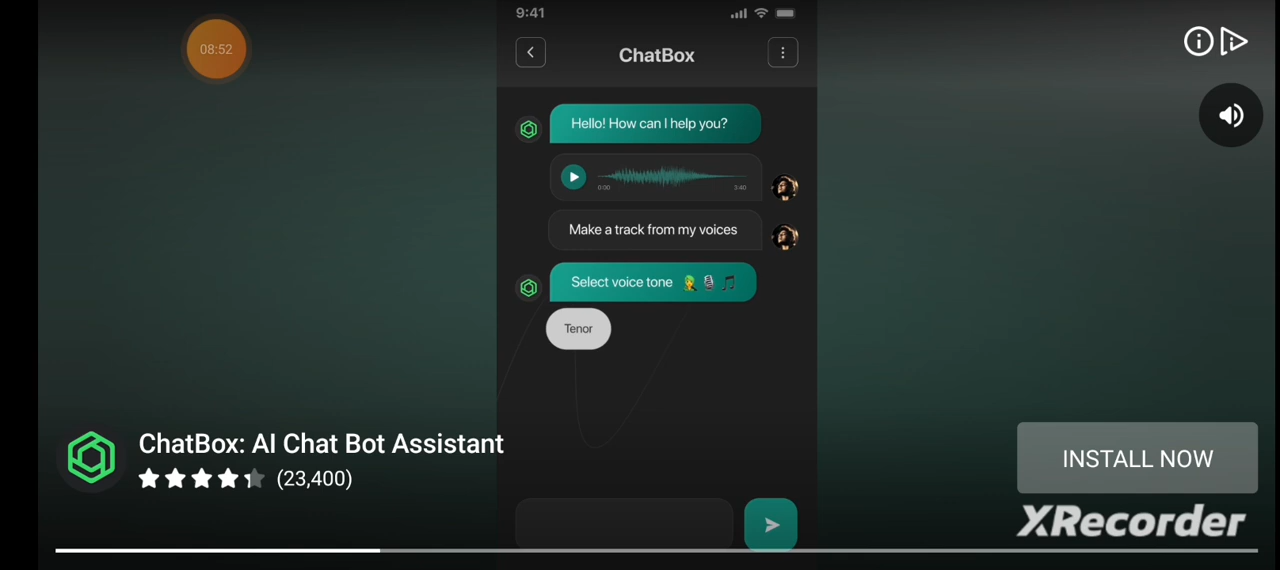 9:41
08:52
ChatBox
Hello! How can I help you?
0:00 3:40
Make a track from my voices
Select voice tone
Tenor
ChatBox: AI Chat Bot Assistant
(23,400)
INSTALL NOW
XRecorder